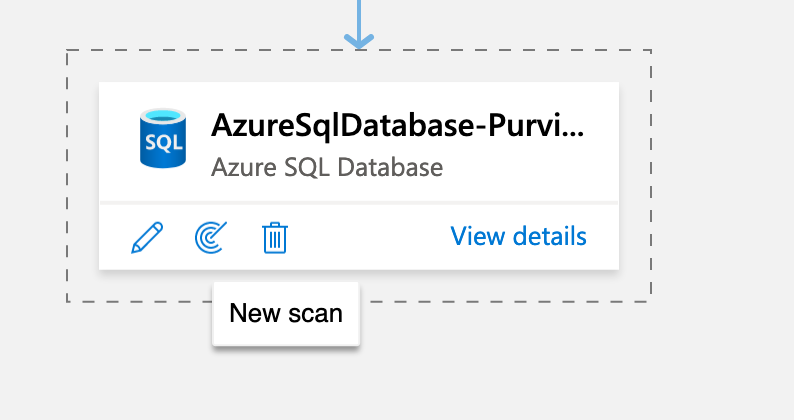 SQL
AzureSqlDatabase-Purvi...
Azure SQL Database
View details
New scan